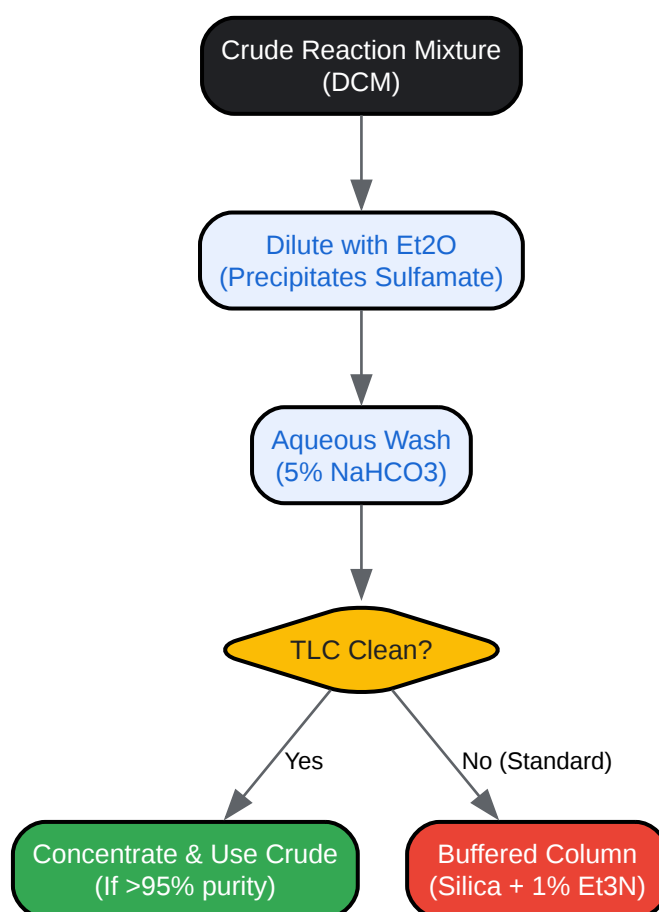 Crude Reaction Mixture
(DCM)
Dilute with Et2O
(Precipitates Sulfamate)
Aqueous Wash
(5% NaHCO3)
TLC Clean?
Yes
No (Standard)
Concentrate & Use Crude
(If >95% purity)
Buffered Column
(Silica + 1% Et3N)